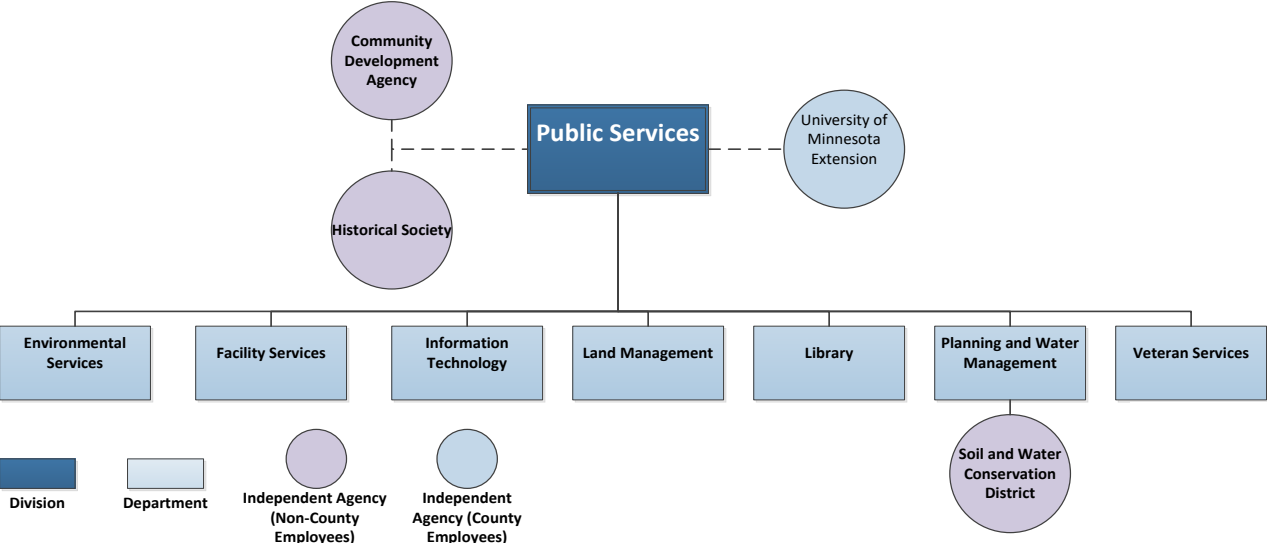 Community
Development
Agency
Public Services
University of
Minnesota
Extension
Historical Society
Environmental
Services
Facility Services
Information
Technology
Land Management
Library
Planning and Water
Management
Veteran Services
Soil and Water
Conservation
District
Division
Department
Independent Agency
(Non-County
Employees)
Independent
Agency (County
Employees)